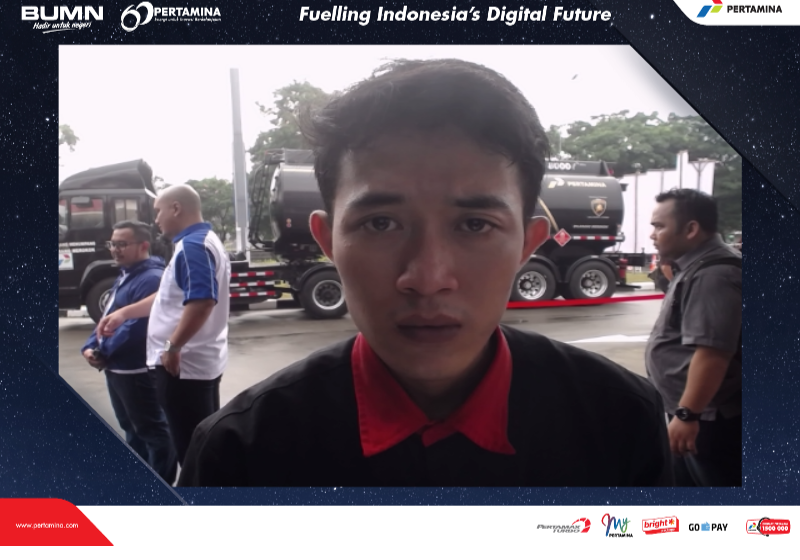 BUMN
Hadir untuk negeri
60 PERTAMINA
Fuelling Indonesia's Digital Future
PERTAMINA
PERTAMINA
www.pertamina.com
PERTAMAX
TURBO
My
PERTAMINA
bright
GO PAY
1500 000